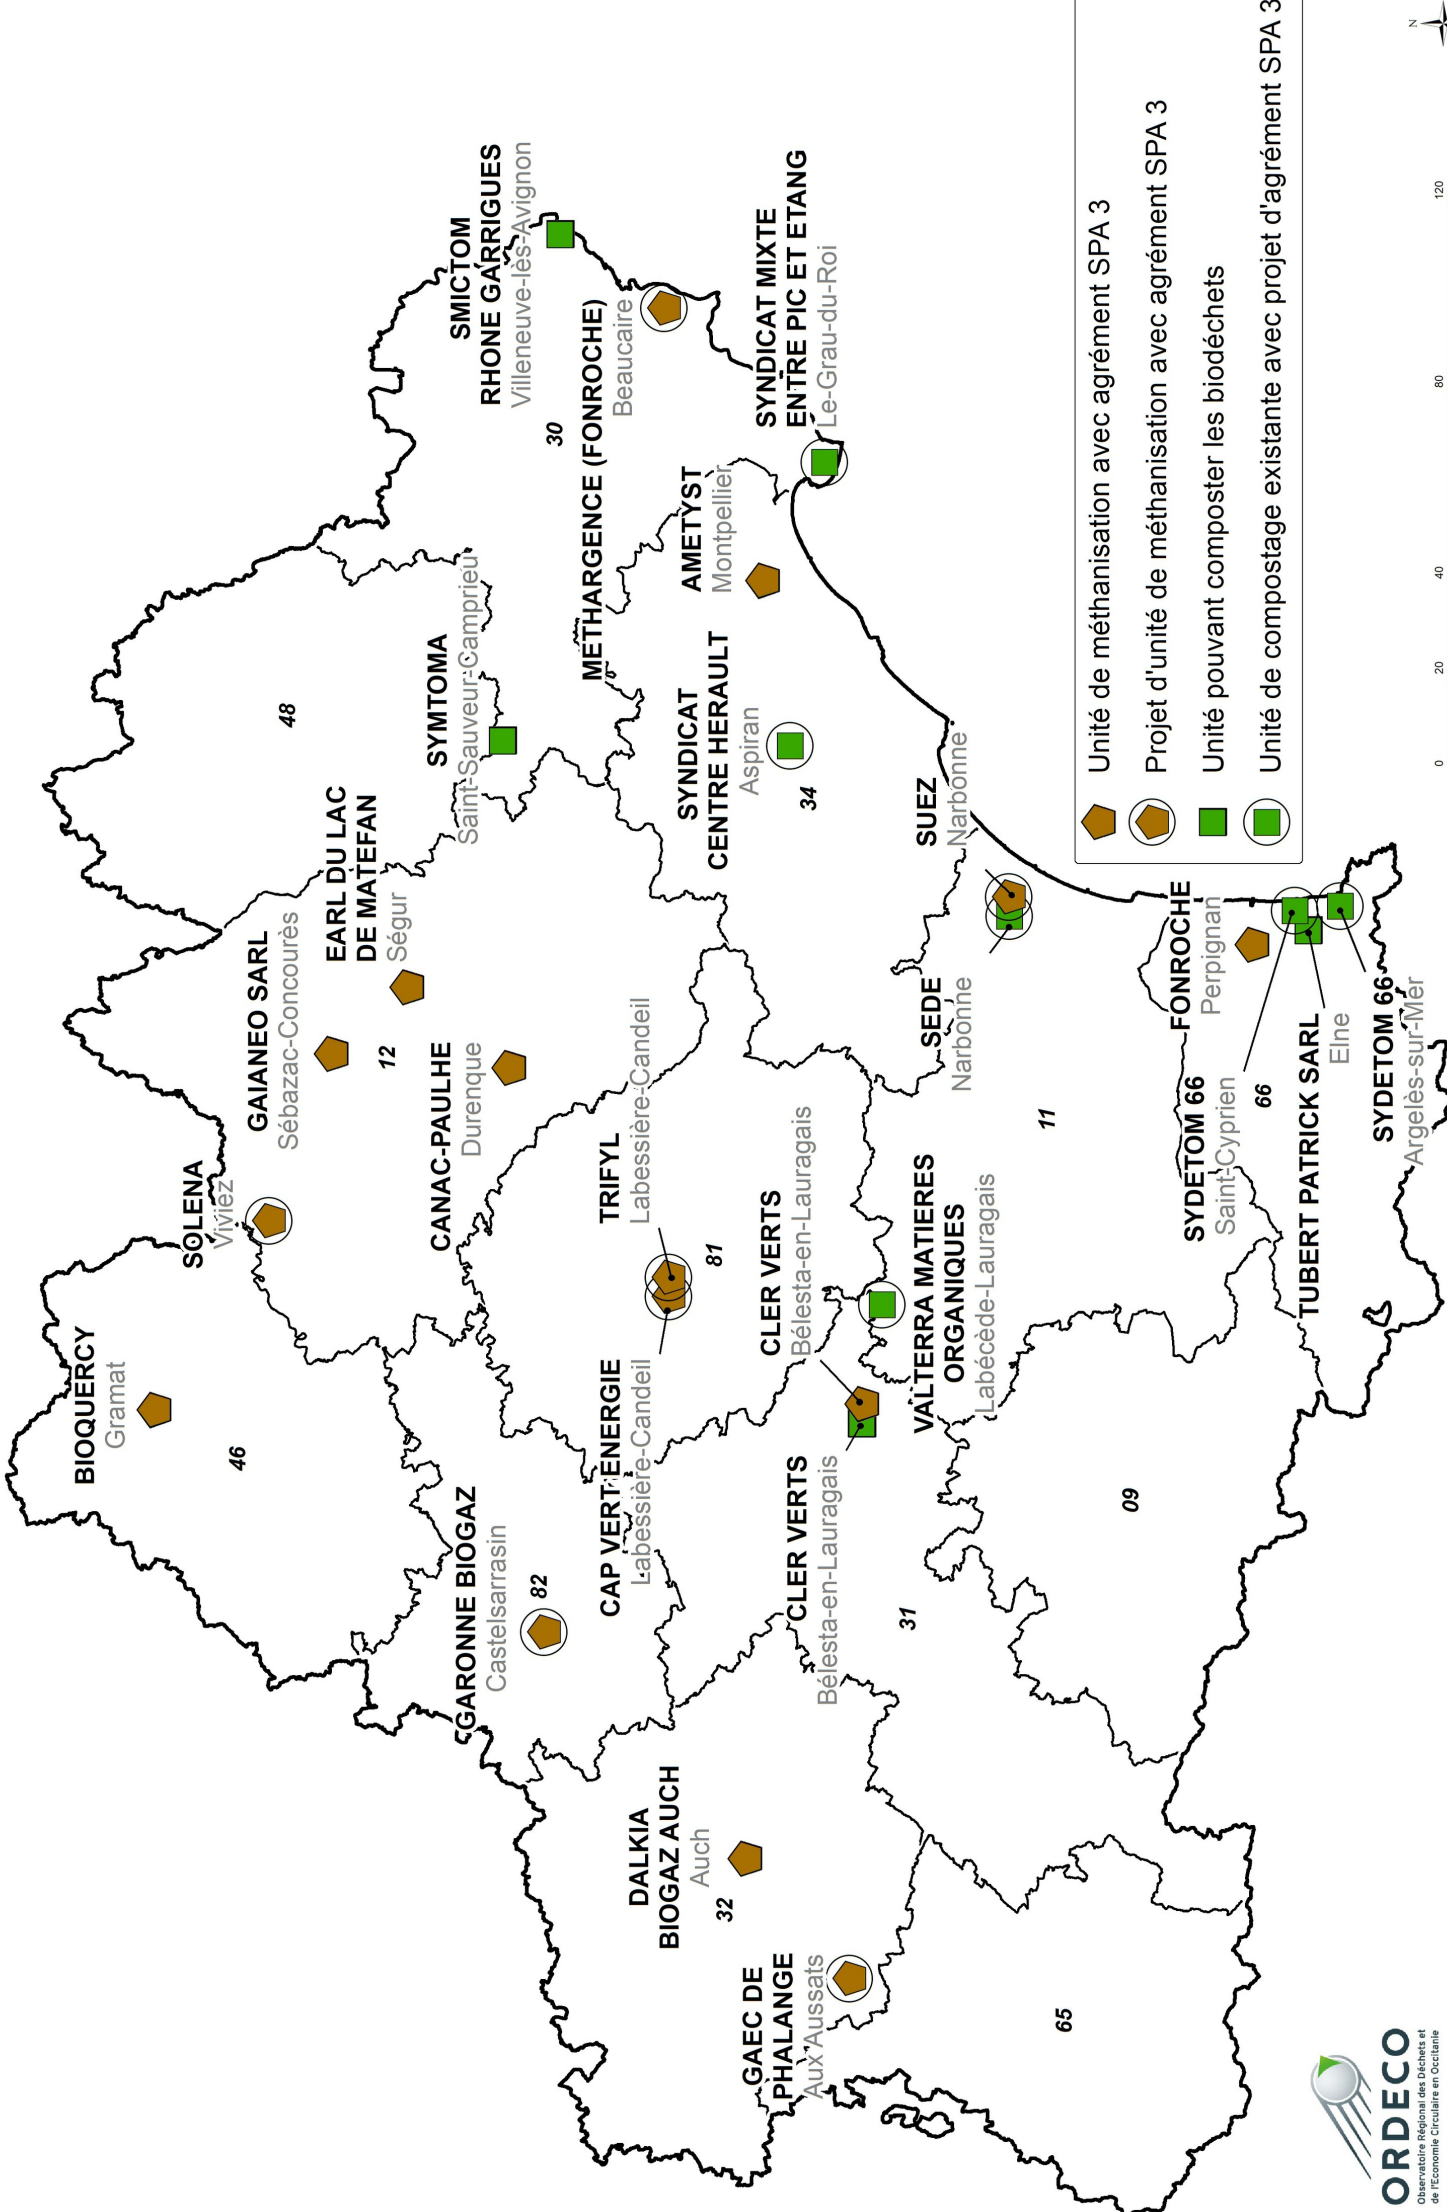 BIOQUERCY
Gramat
46
SOLENA
Viviez
GAIANEO SARL
Sébazac-Concourès
EARL DU LAC
DE MATEFAN
Ségur
12
CANAC-PAULHE
Durenque
48
SYMTOMA
Saint-Sauveur-Camprieu
SMICTOM
RHONE GARRIGUES
Villeneuve-lès-Avignon
30
METHARGENCE (FONROCHE)
Beaucaire
SYNDICAT MIXTE
ENTRE PIC ET ETANG
Le-Grau-du-Roi
AMETYST
Montpellier
SYNDICAT
CENTRE HERAULT
Aspiran
34
GARONNE BIOGAZ
Castelsarrasin
82
CAP VERT ENERGIE
Labessière-Candeil
TRIFYL
Labessière-Candeil
81
DALKIA
BIOGAZ AUCH
Auch
32
GAEC DE
PHALANGE
Aux Aussats
65
CLER VERTS
Bélesta-en-Lauragais
CLER VERTS
Bélesta-en-Lauragais
31
VALTERRA MATIERES
ORGANIQUES
Labécède-Lauragais
SEDE
Narbonne
SUEZ
Narbonne
11
09
FONROCHE
Perpignan
SYDETOM 66
Saint-Cyprien
66
TUBERT PATRICK SARL
Elne
SYDETOM 66
Argelès-sur-Mer
Unité de méthanisation avec agrément SPA 3
Projet d'unité de méthanisation avec agrément SPA 3
Unité pouvant composter les biodéchets
Unité de compostage existante avec projet d'agrément SPA 3
0 20 40 80 120
N
ORDECO
Observatoire Régional des Déchets et
de l'Economie Circulaire en Occitanie